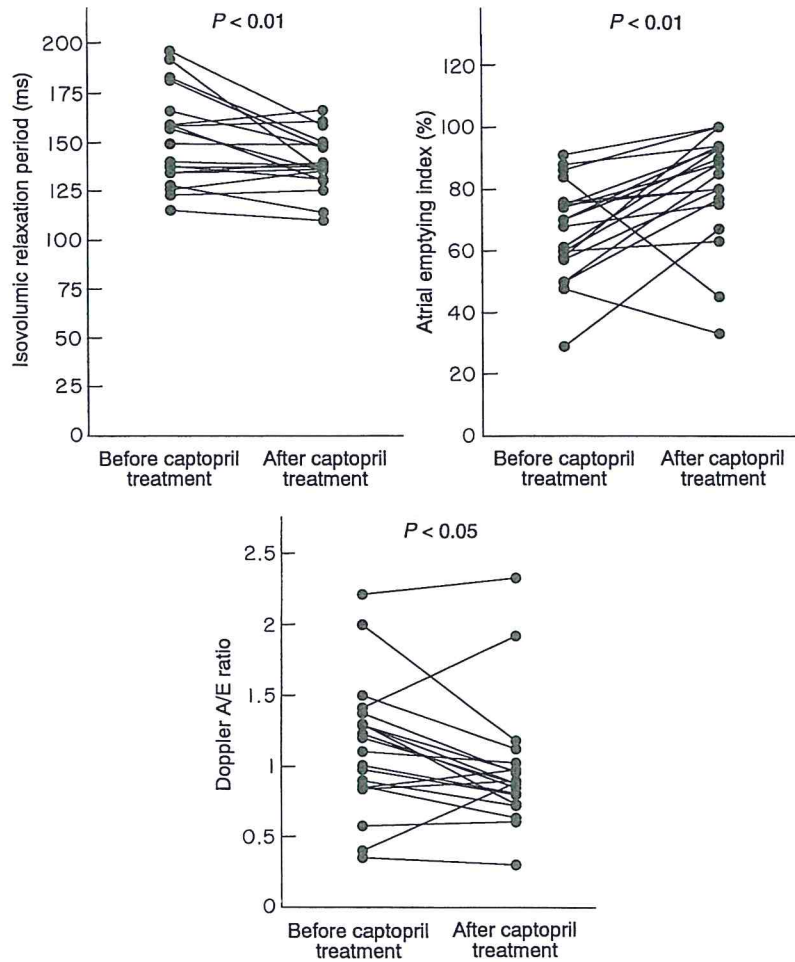 P < 0.01
200
175
150
125
100
75
50
25
0
Isovolumic relaxation period (ms)
Before captopril
treatment
After captopril
treatment
P < 0.01
120
100
80
60
40
20
0
Atrial emptying index (%)
Before captopril
treatment
After captopril
treatment
P < 0.05
2.5
2
1.5
1
0.5
0
Doppler A/E ratio
Before captopril
treatment
After captopril
treatment